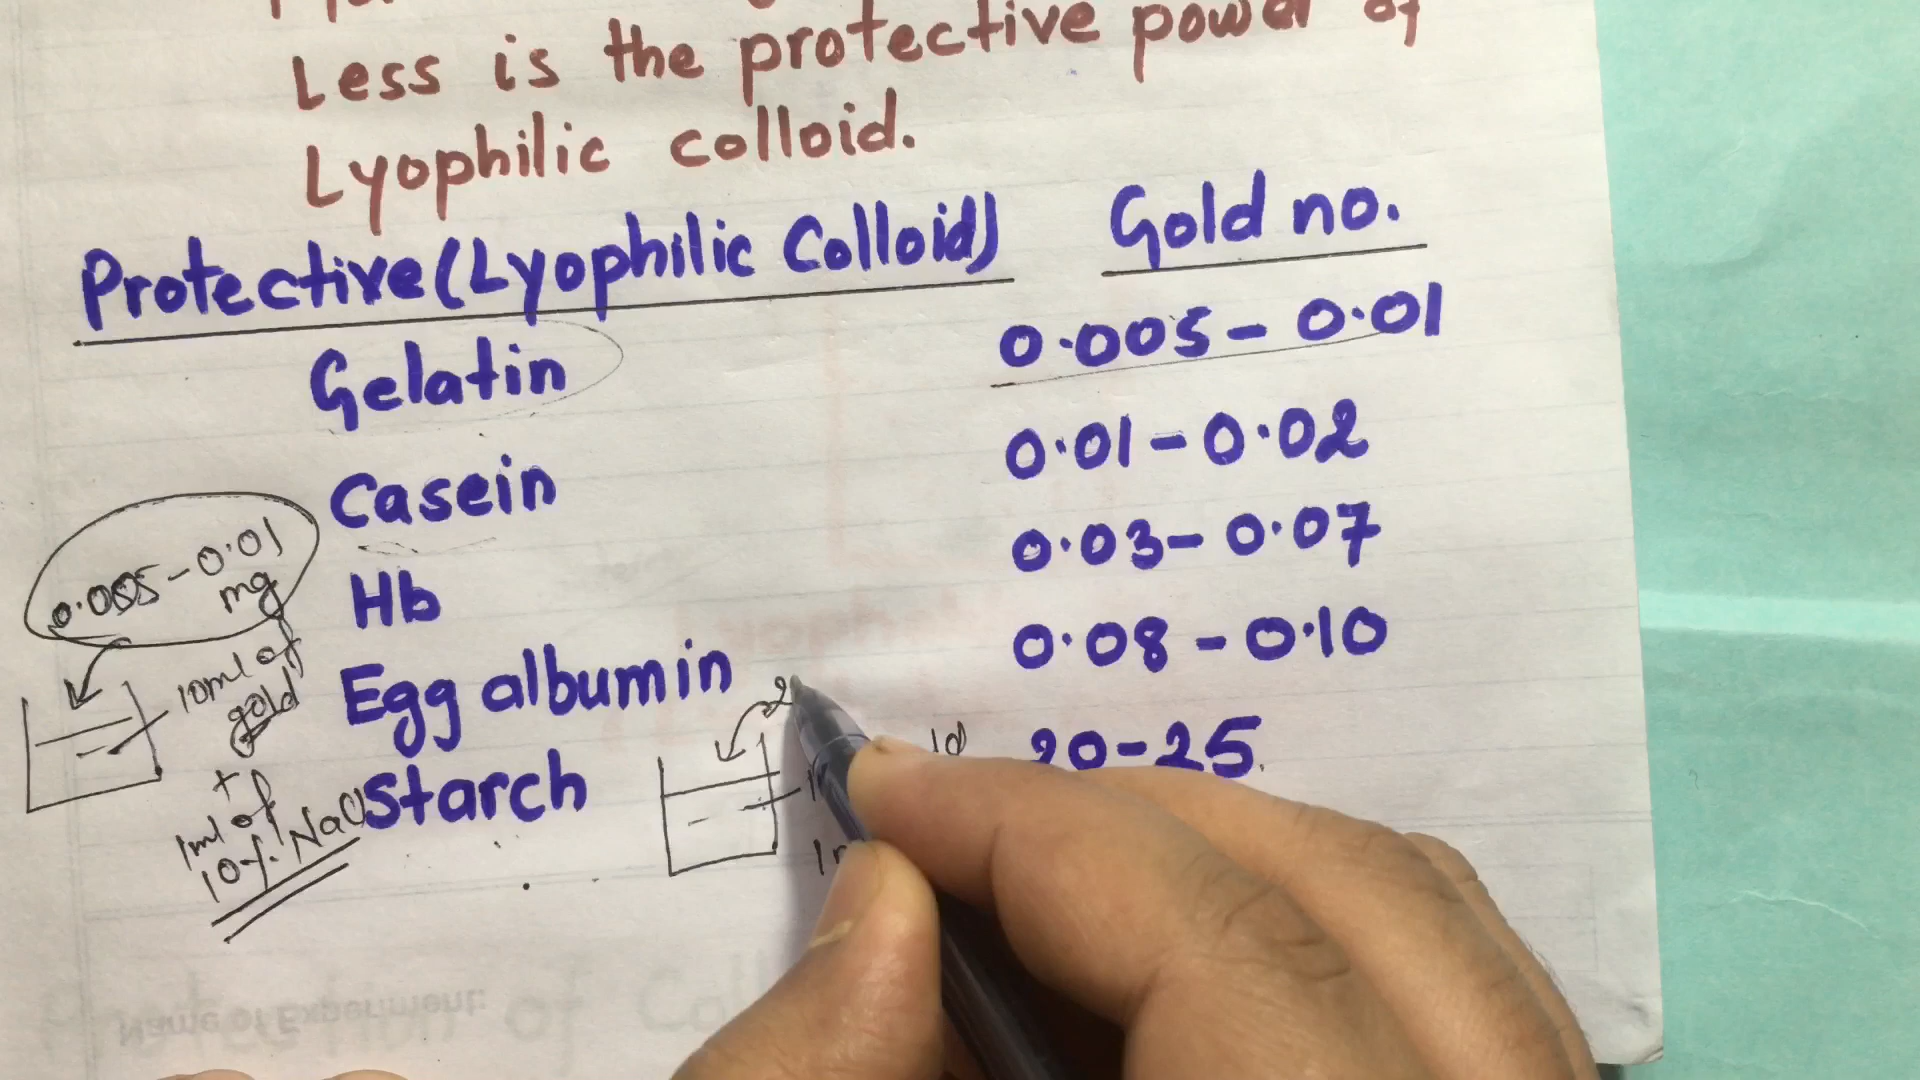 Less is the protective power of
Lyophilic colloid.
Protective (Lyophilic Colloid) Gold no.
Gelatin 0.005 - 0.01
Casein 0.01 - 0.02
Hb 0.03 - 0.07
Egg albumin 0.08 - 0.10
Starch 20 - 25
0.005 - 0.01
mg
10ml of
gold
+
1ml of
10% NaCl
2